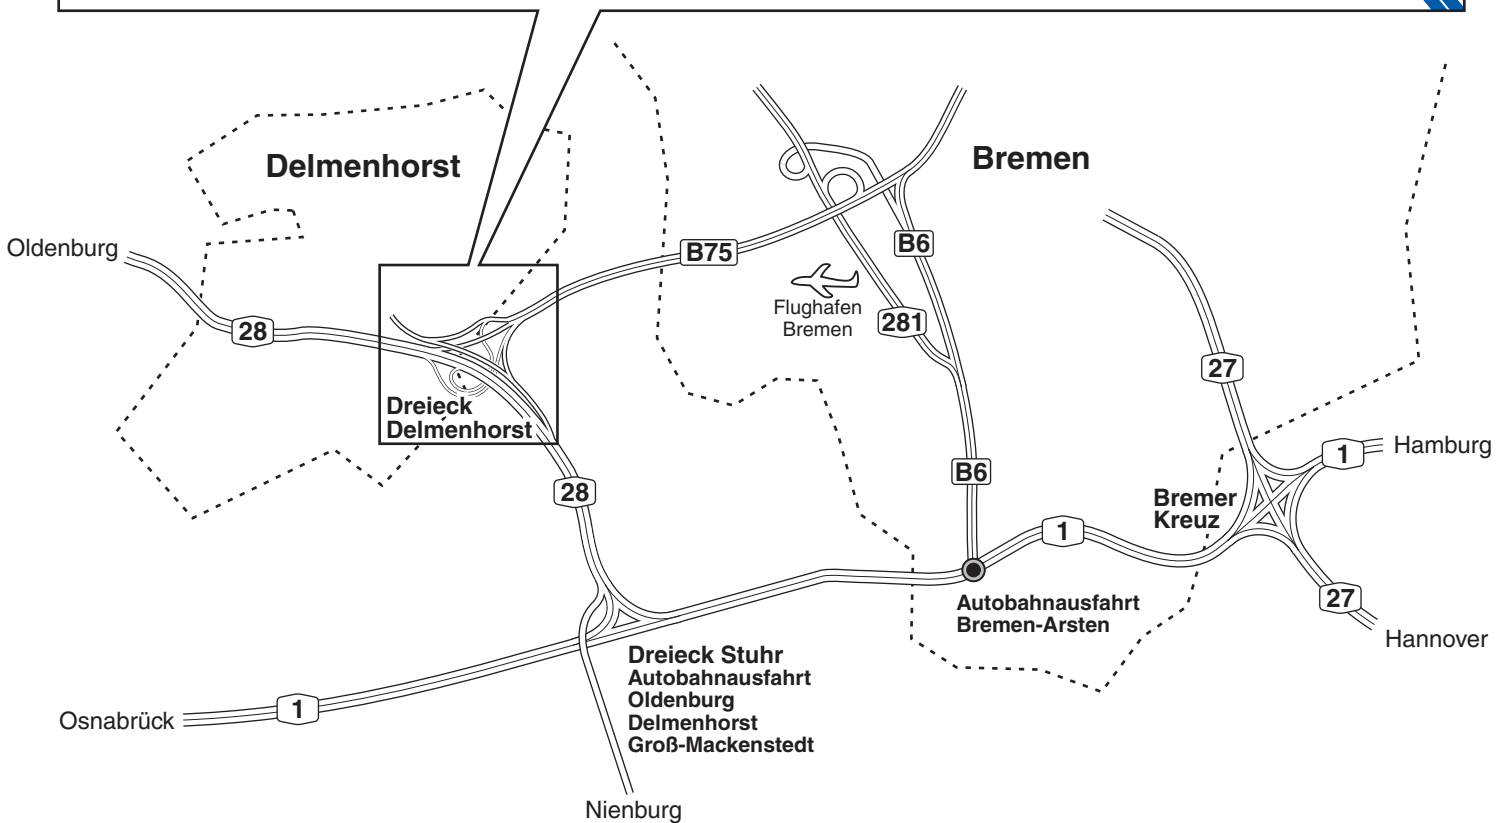 Delmenhorst
Bremen
Oldenburg
B75
B6
28
Flughafen
Bremen
281
27
Dreieck
Delmenhorst
1
Hamburg
B6
28
Bremer
Kreuz
1
27
Autobahnausfahrt
Bremen-Arsten
Hannover
Dreieck Stuhr
Autobahnausfahrt
Oldenburg
Delmenhorst
Groß-Mackenstedt
1
Osnabrück
Nienburg